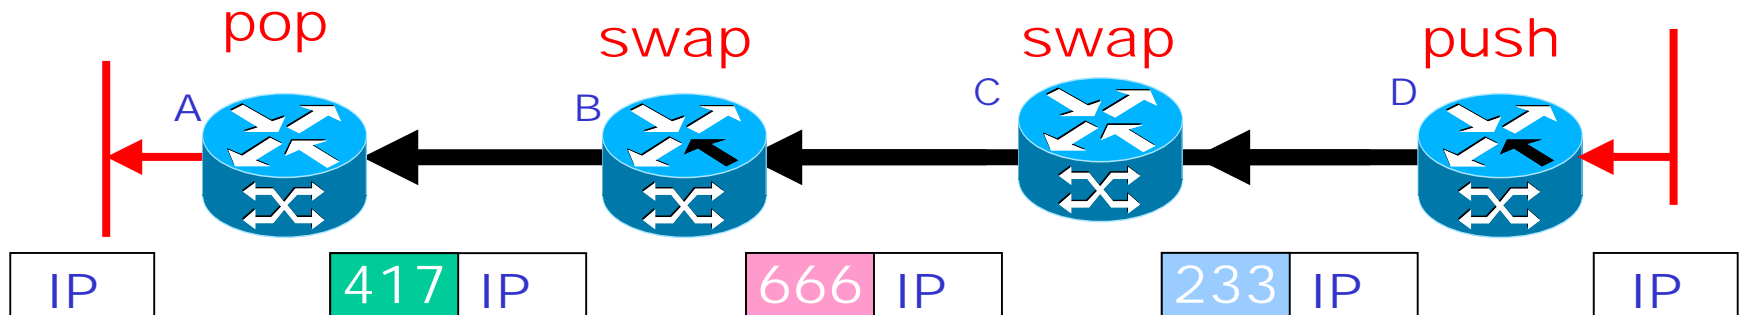 pop swap swap push
A B C D
IP 417 IP 666 IP 233 IP IP